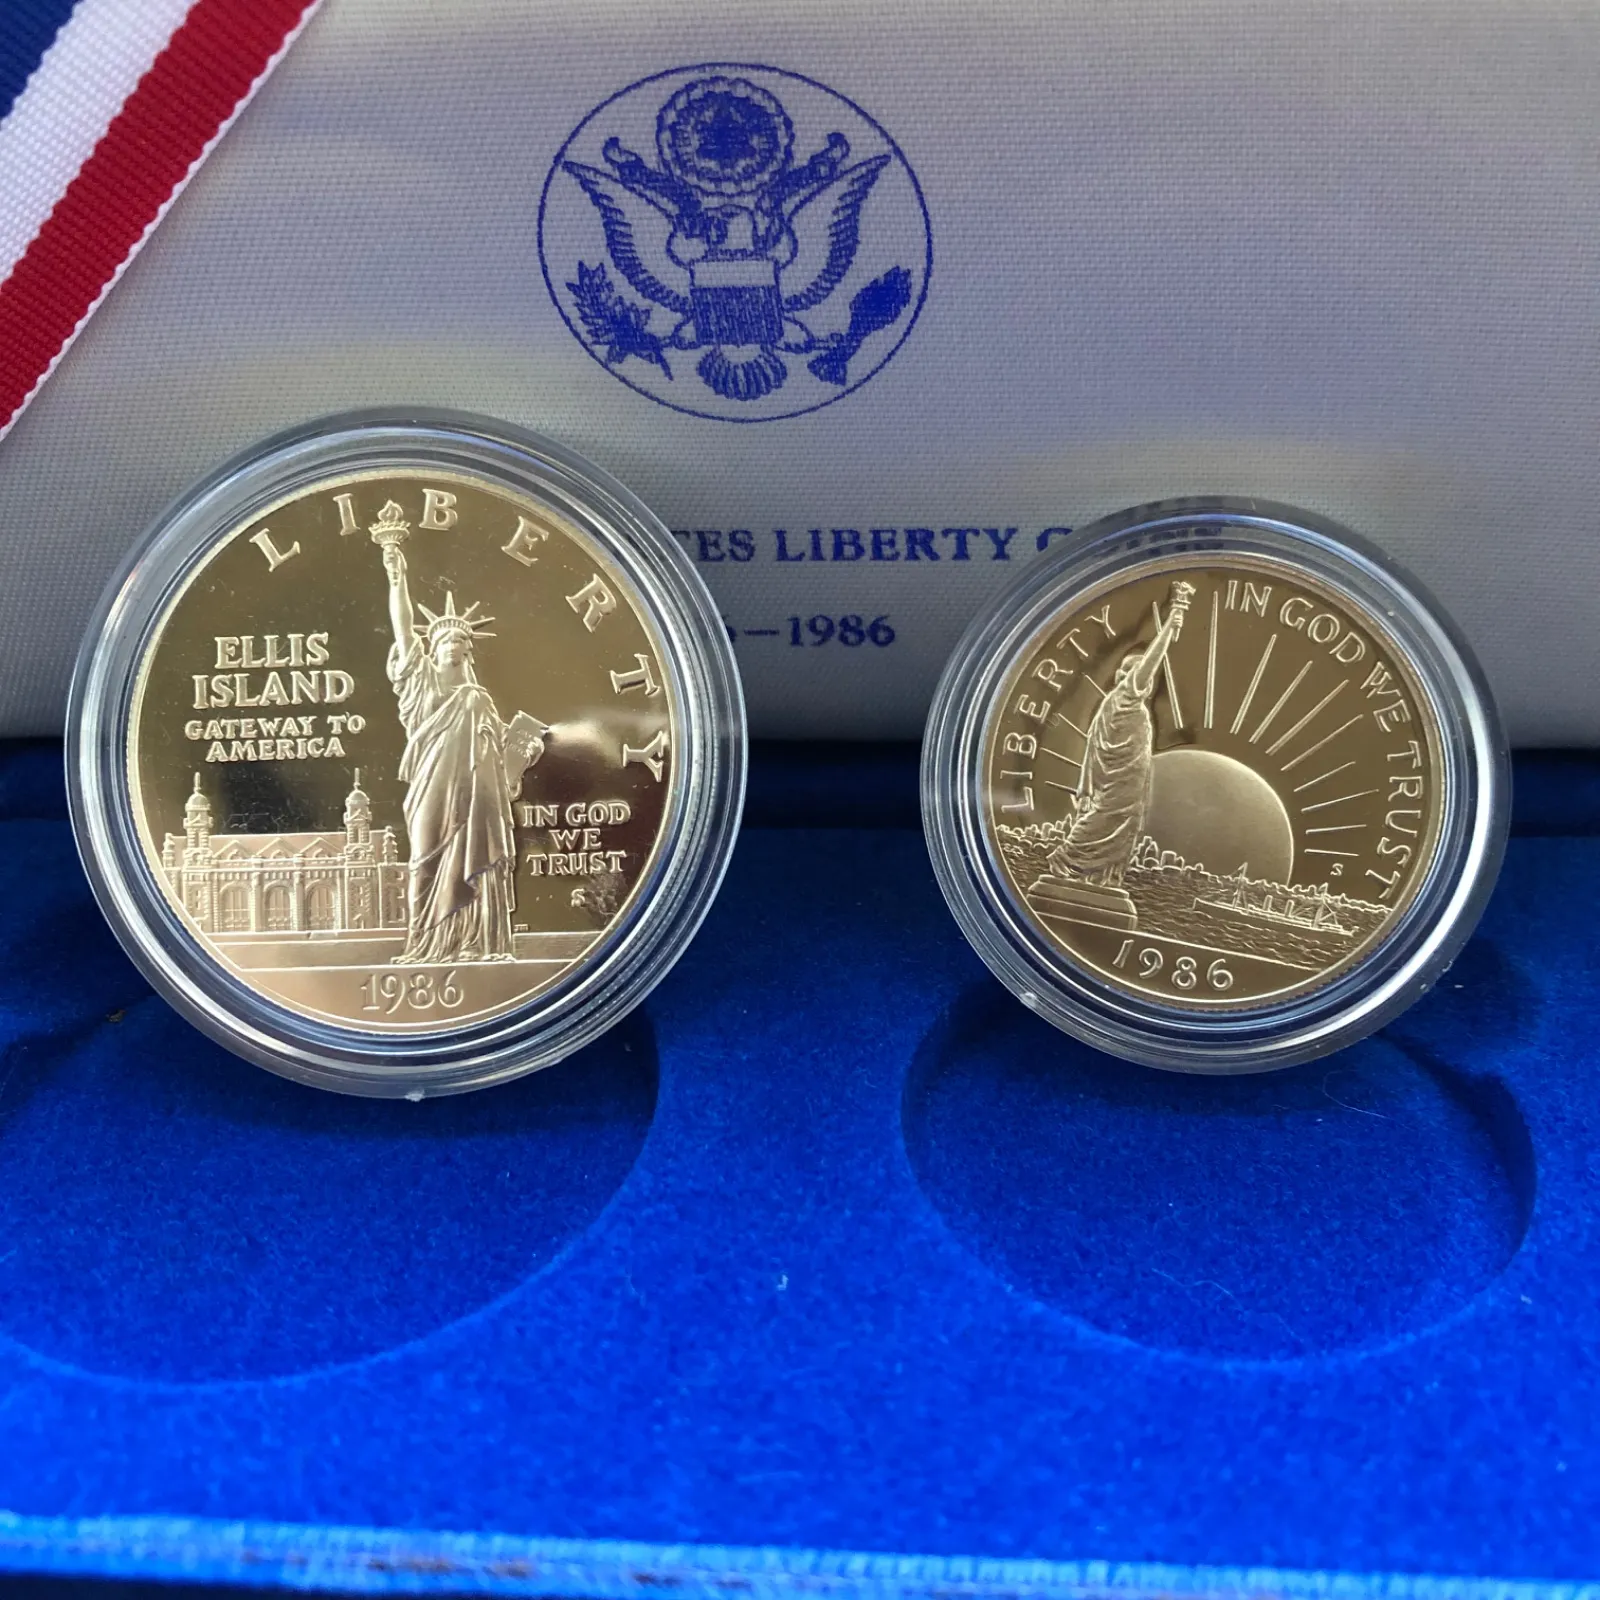 TES LIBERTY
—1986
LIBERTY
ELLIS
ISLAND
GATEWAY TO
AMERICA
IN GOD
WE
TRUST
S
1986
LIBERTY
IN GOD WE TRUST
S
1986